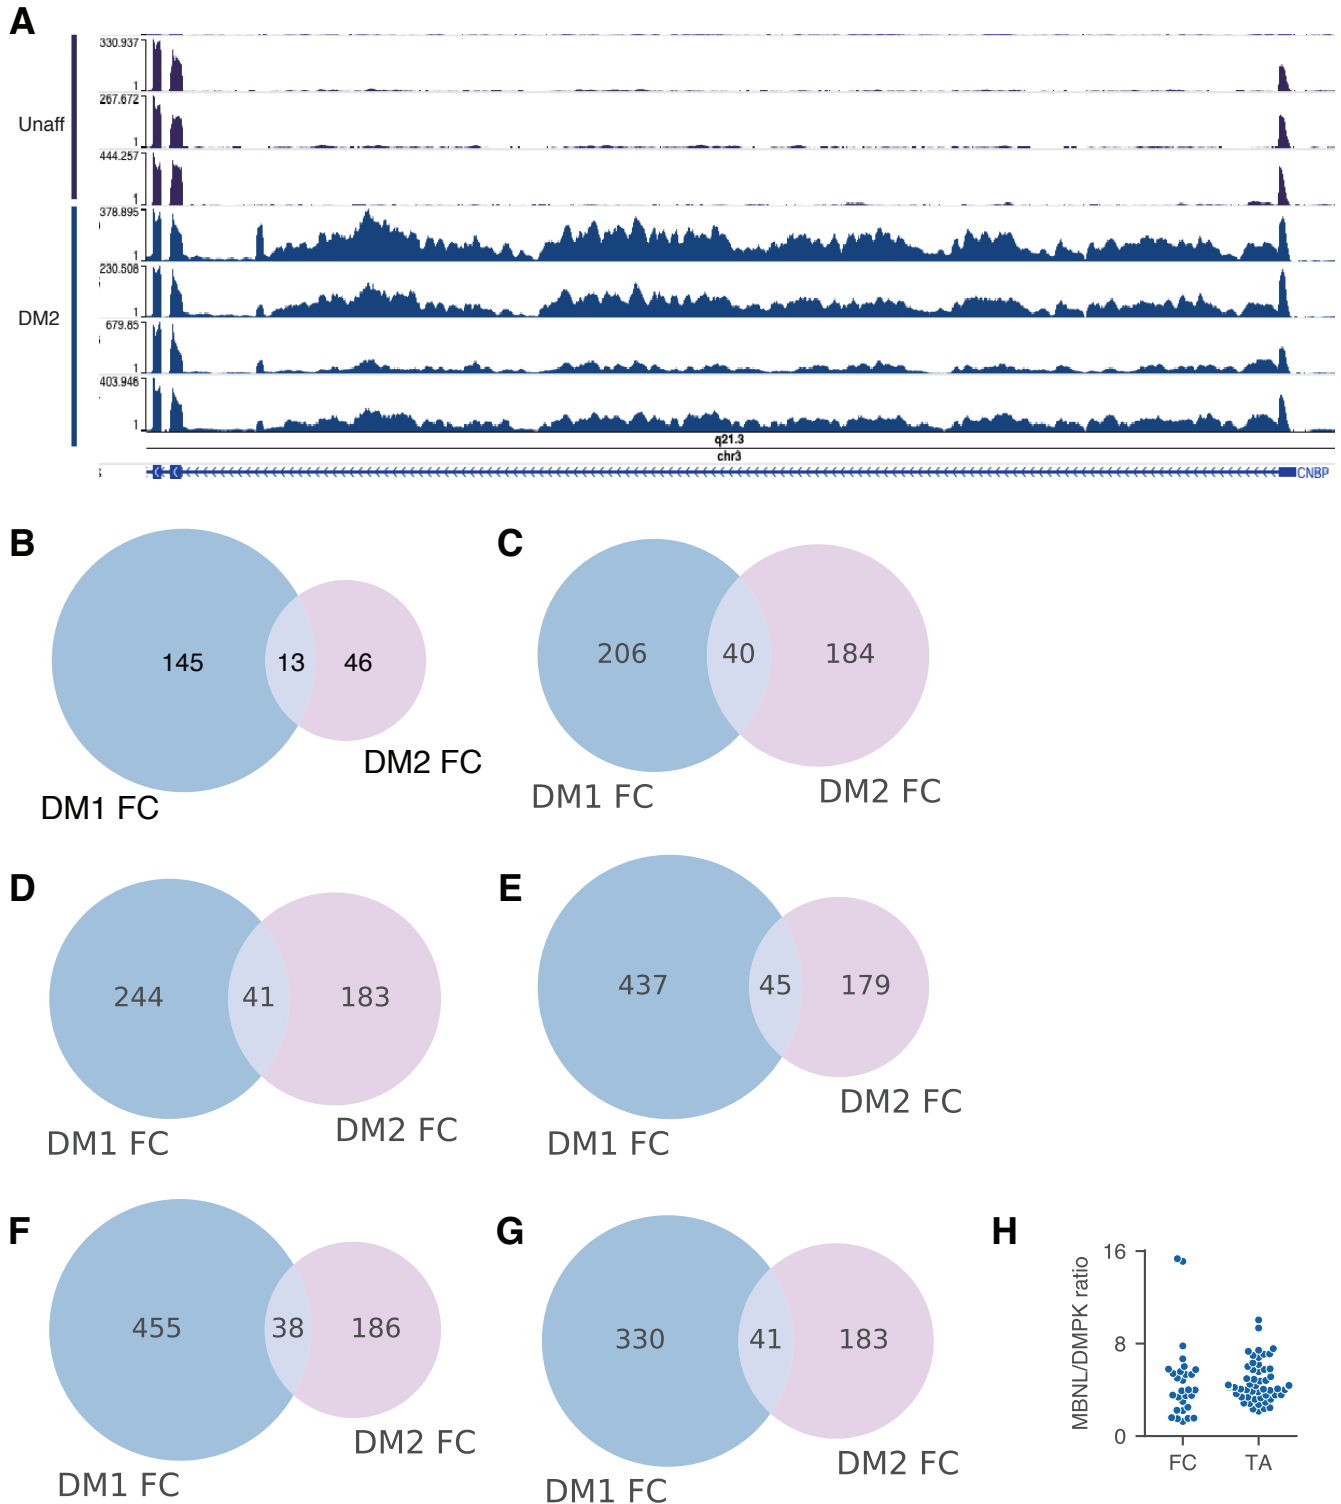 A
330.937
1
Unaff
267.672
1
444.257
1
378.895
1
230.506
1
DM2
679.65
1
403.946
1
q21.3
chr3
CNBP
B
145
13
46
DM2 FC
DM1 FC
C
206
40
184
DM1 FC
DM2 FC
D
244
41
183
DM2 FC
DM1 FC
E
437
45
179
DM2 FC
DM1 FC
F
455
38
186
DM2 FC
DM1 FC
G
330
41
183
DM2 FC
DM1 FC
H
MBNL/DMPK ratio
16
8
0
FC
TA